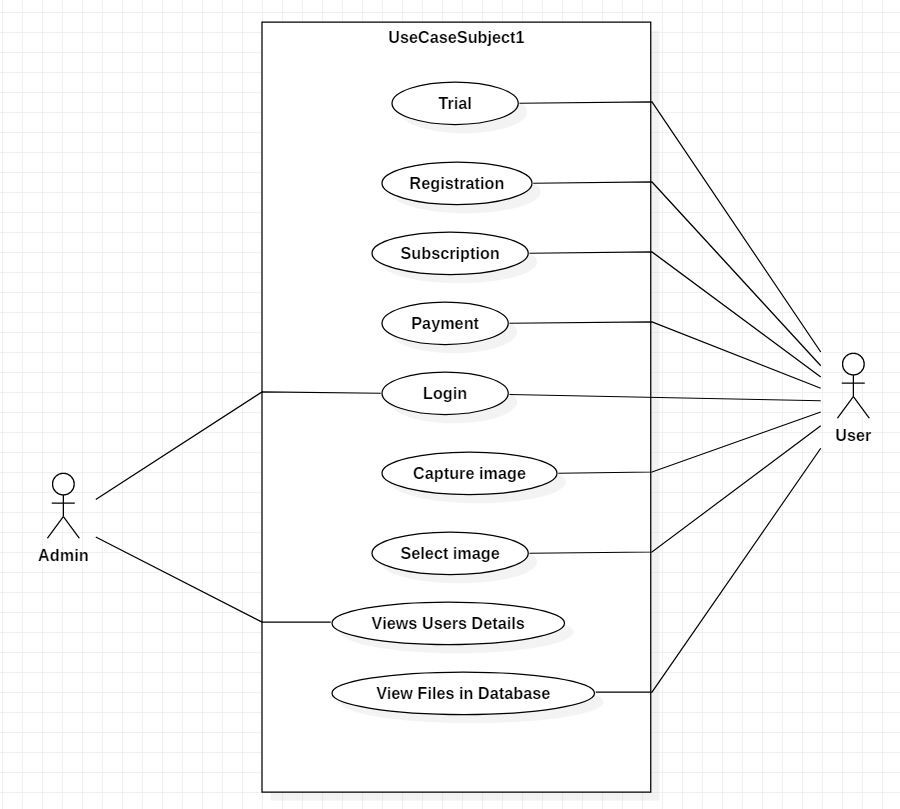 UseCaseSubject1
Trial
Registration
Subscription
Payment
Login
User
Capture image
Admin
Select image
Views Users Details
View Files in Database